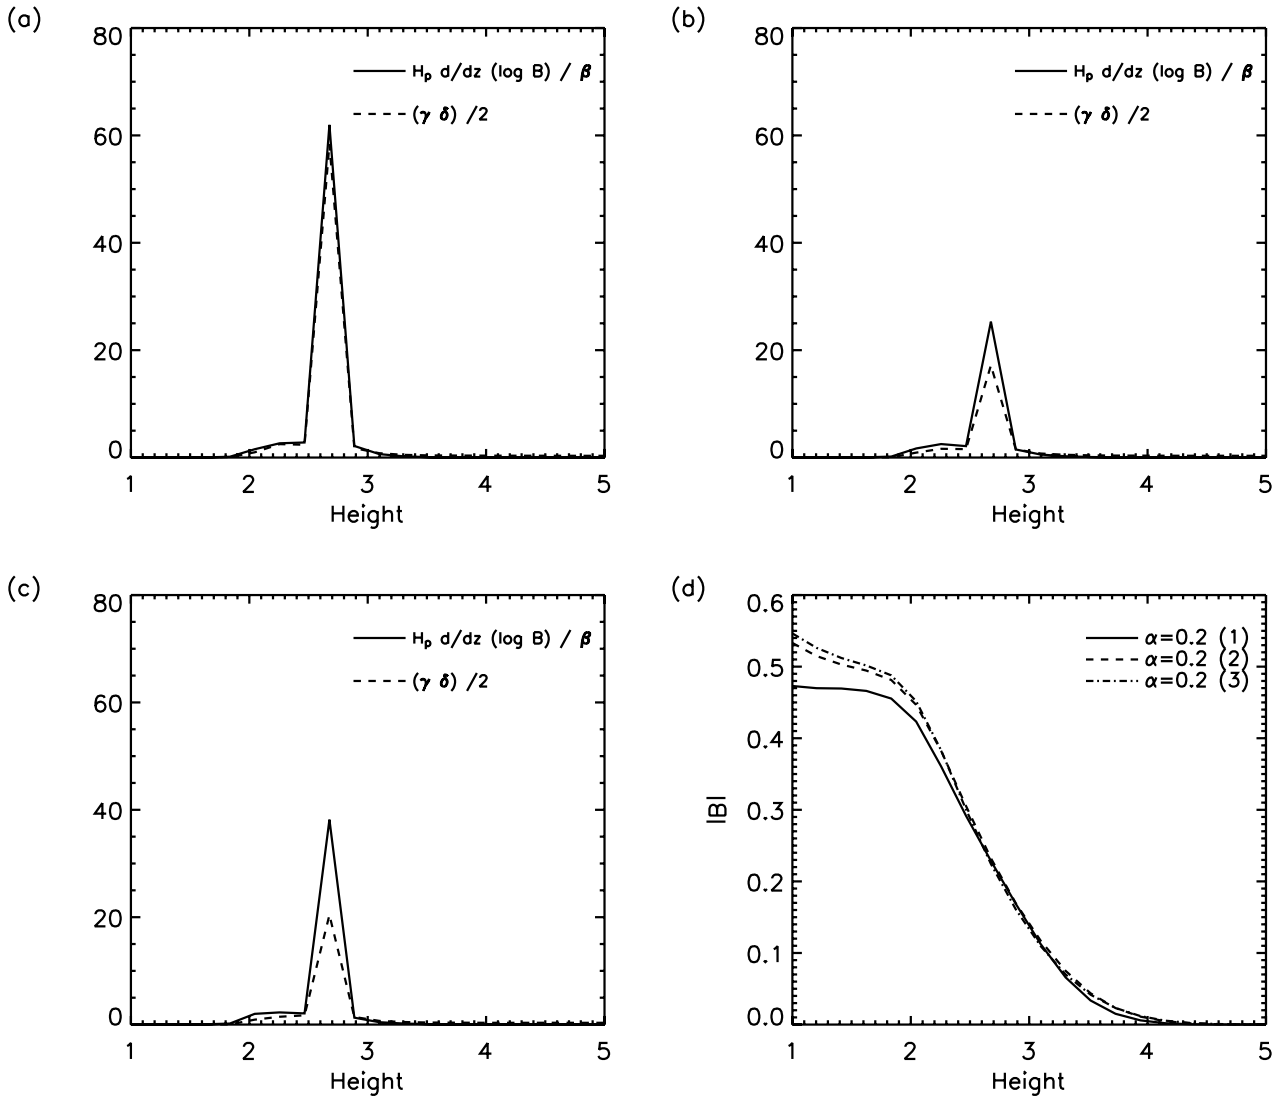 (a)
80
60
40
20
0
H_p d/dz (log B) / β
(γ δ) /2
1 2 3 4 5
Height
(b)
80
60
40
20
0
H_p d/dz (log B) / β
(γ δ) /2
1 2 3 4 5
Height
(c)
80
60
40
20
0
H_p d/dz (log B) / β
(γ δ) /2
1 2 3 4 5
Height
(d)
|B|
0.6
0.5
0.4
0.3
0.2
0.1
0.0
α=0.2 (1)
α=0.2 (2)
α=0.2 (3)
1 2 3 4 5
Height